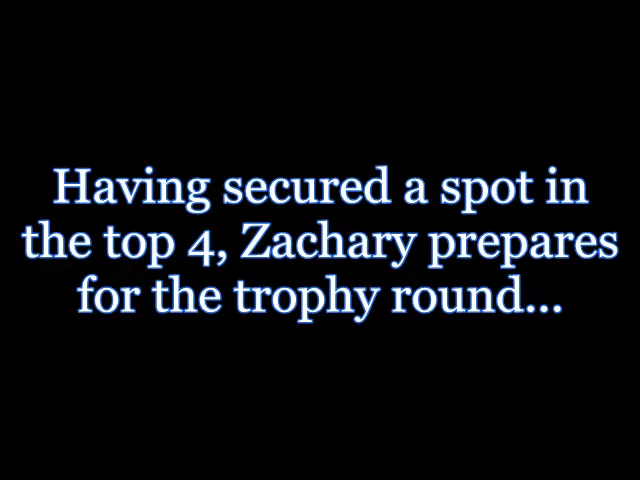 Having secured a spot in
the top 4, Zachary prepares
for the trophy round...